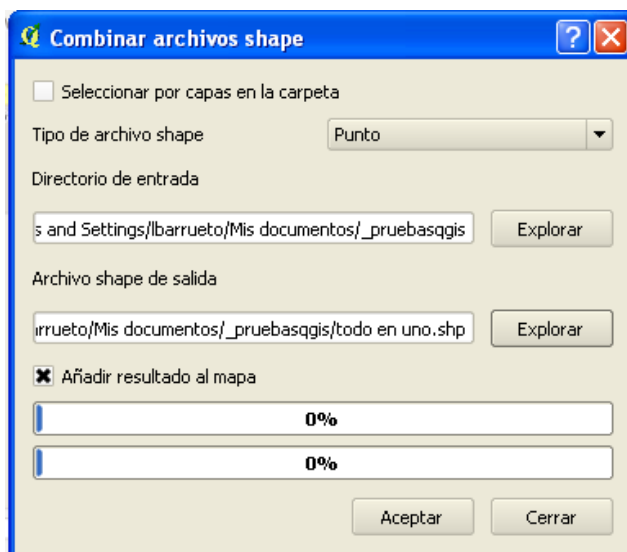 Combinar archivos shape
Seleccionar por capas en la carpeta
Tipo de archivo shape Punto
Directorio de entrada
s and Settings/lbarrueto/Mis documentos/_pruebasqgis Explorar
Archivo shape de salida
arrueto/Mis documentos/_pruebasqgis/todo en uno.shp Explorar
Añadir resultado al mapa
0%
0%
Aceptar Cerrar